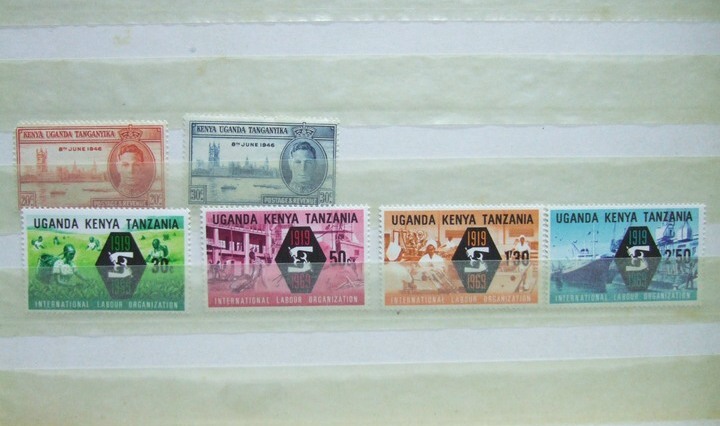 KENYA UGANDA TANGANYIKA
8TH JUNE 1946
20c
20c
KENYA UGANDA TANGANYIKA
8TH JUNE 1946
30c
POSTAGE & REVENUE
30c
UGANDA KENYA TANZANIA
1919
30c
1969
INTERNATIONAL LABOUR ORGANIZATION
UGANDA KENYA TANZANIA
1919
50c
1969
INTERNATIONAL LABOUR ORGANIZATION
UGANDA KENYA TANZANIA
1919
1'30
1969
INTERNATIONAL LABOUR ORGANIZATION
UGANDA KENYA TANZANIA
1919
2'50
1969
INTERNATIONAL LABOUR ORGANIZATION